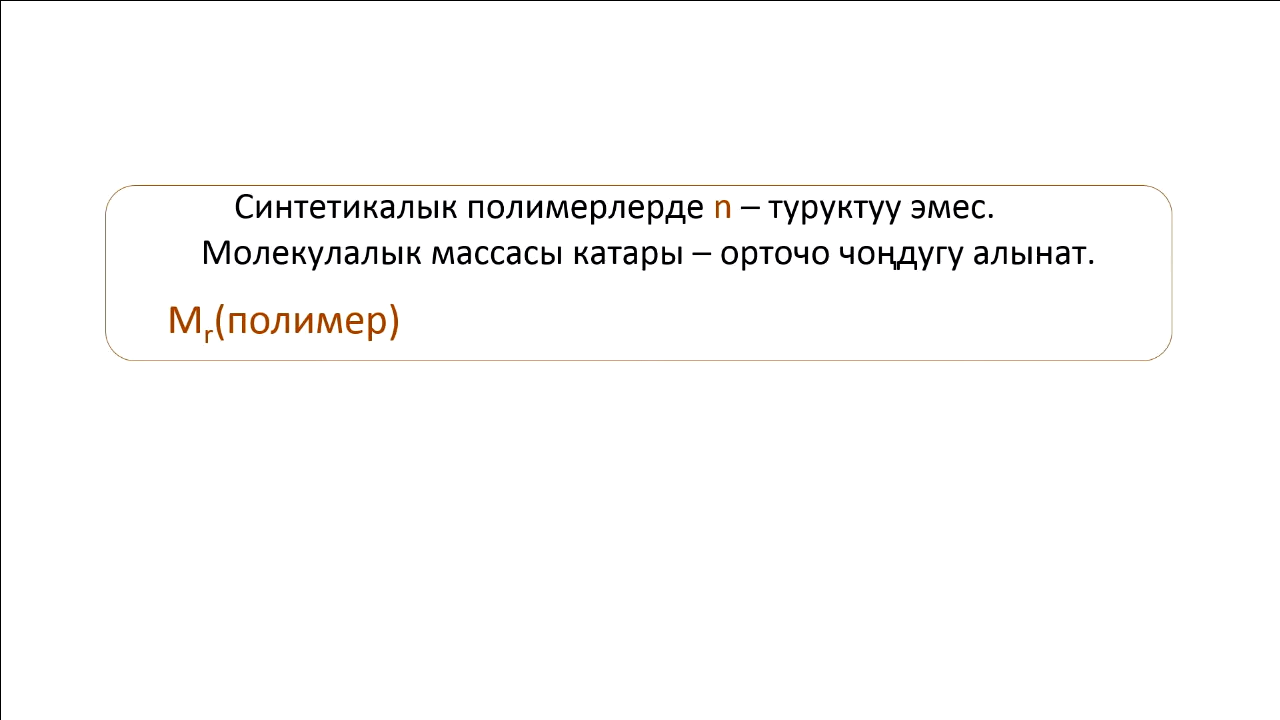 Синтетикалык полимерлерде n – туруктуу эмес.
Молекулалык массасы катары – орточо чоңдугу алынат.
Mr(полимер)